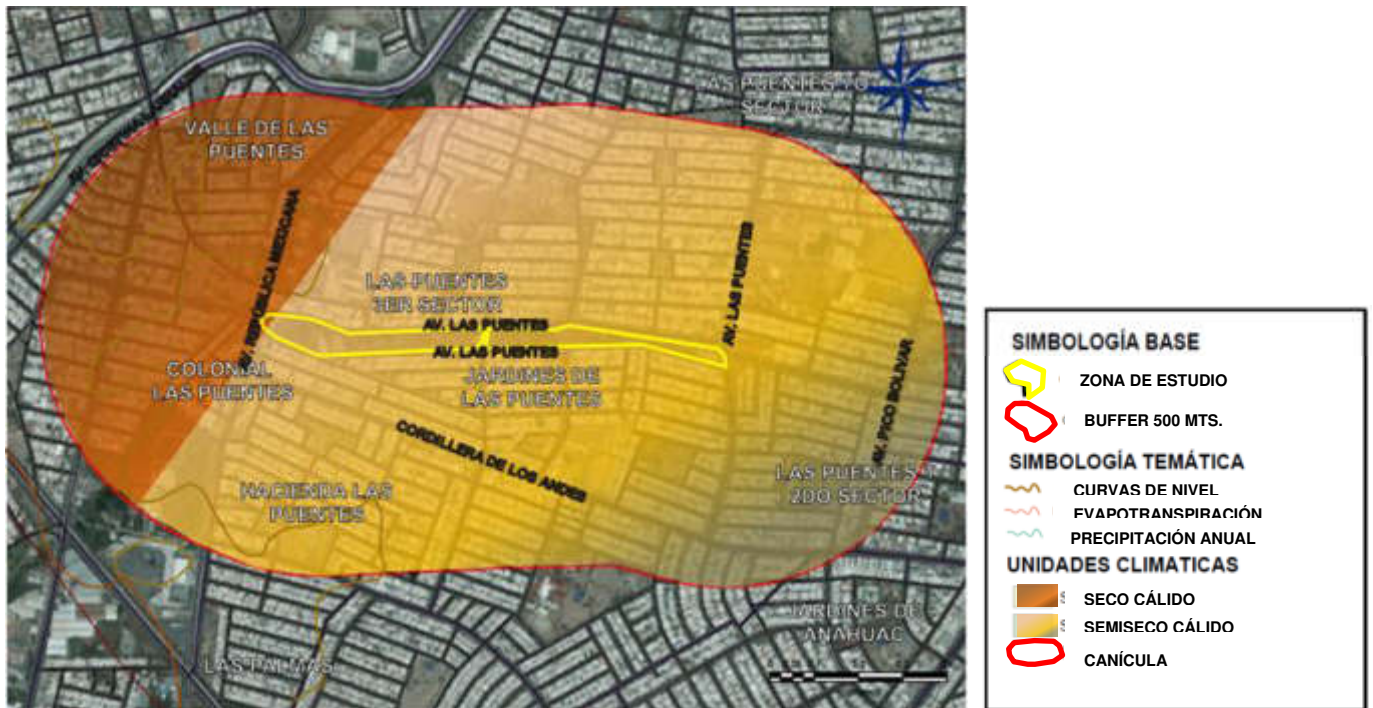 LAS PUENTES
SECTOR
VALLE DE LAS
PUENTES
AV. REPÚBLICA MEXICANA
AV. LAS PUENTES
LAS PUENTES
3ER SECTOR
AV. LAS PUENTES
AV. LAS PUENTES
COLONIAL
LAS PUENTES
JARDINES DE
LAS PUENTES
AV. PICO BOLIVAR
CORDILLERA DE LOS ANDES
LAS PUENTES
2DO SECTOR
HACIENDA LAS
PUENTES
JARDINES DE
ANAHUAC
LAS PALMAS
SIMBOLOGÍA BASE
ZONA DE ESTUDIO
BUFFER 500 MTS.
SIMBOLOGÍA TEMÁTICA
CURVAS DE NIVEL
EVAPOTRANSPIRACIÓN
PRECIPITACIÓN ANUAL
UNIDADES CLIMATICAS
SECO CÁLIDO
SEMISECO CÁLIDO
CANÍCULA